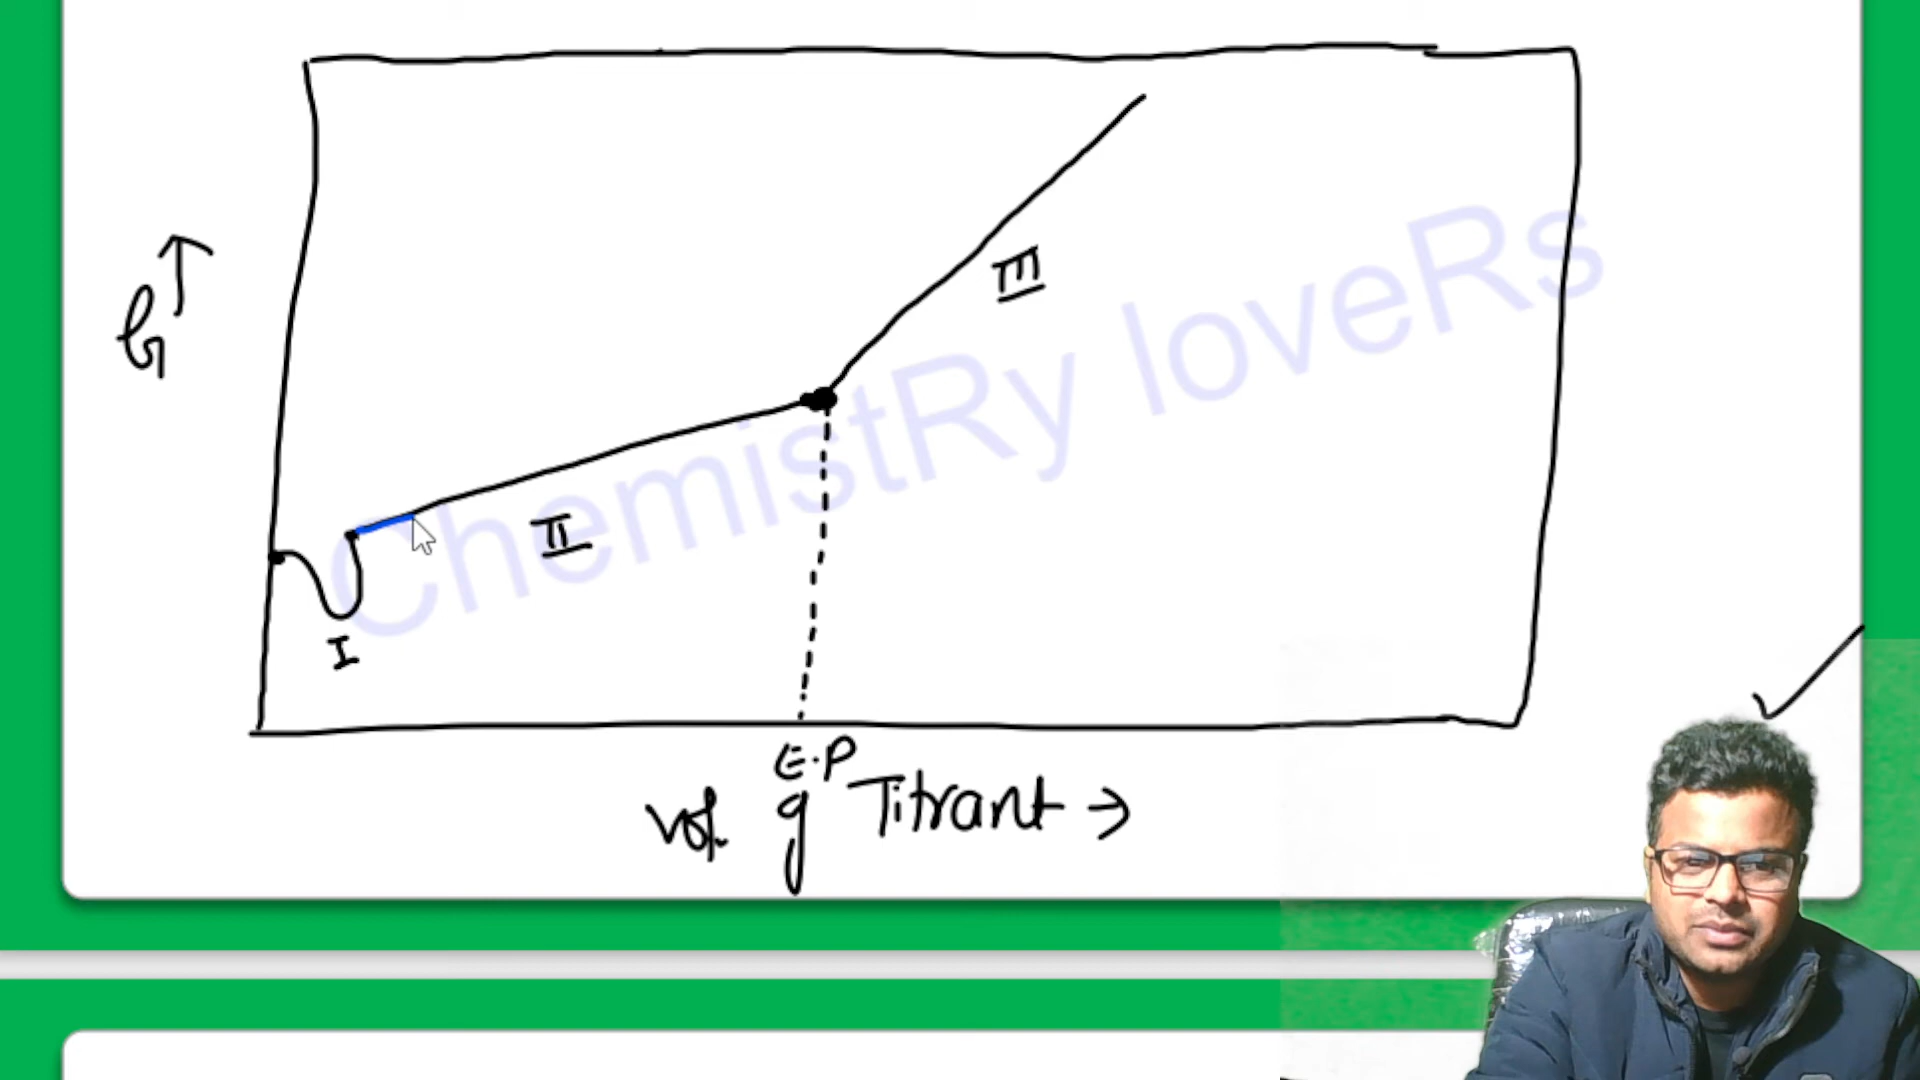 III
G
ChemistRy loveRs
II
I
E.P
vol. of Titrant →